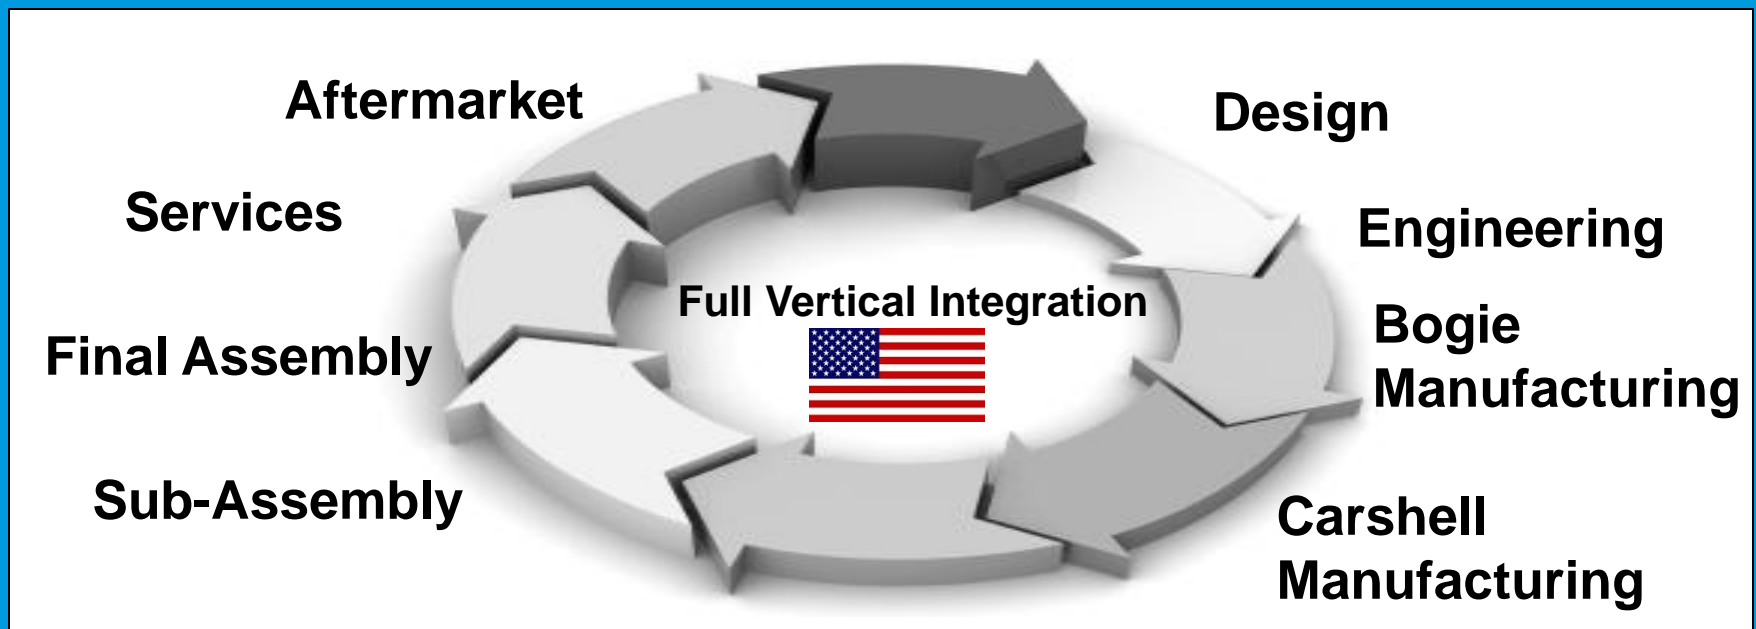 Aftermarket
Design
Services
Engineering
Full Vertical Integration
Bogie
Manufacturing
Final Assembly
Sub-Assembly
Carshell
Manufacturing